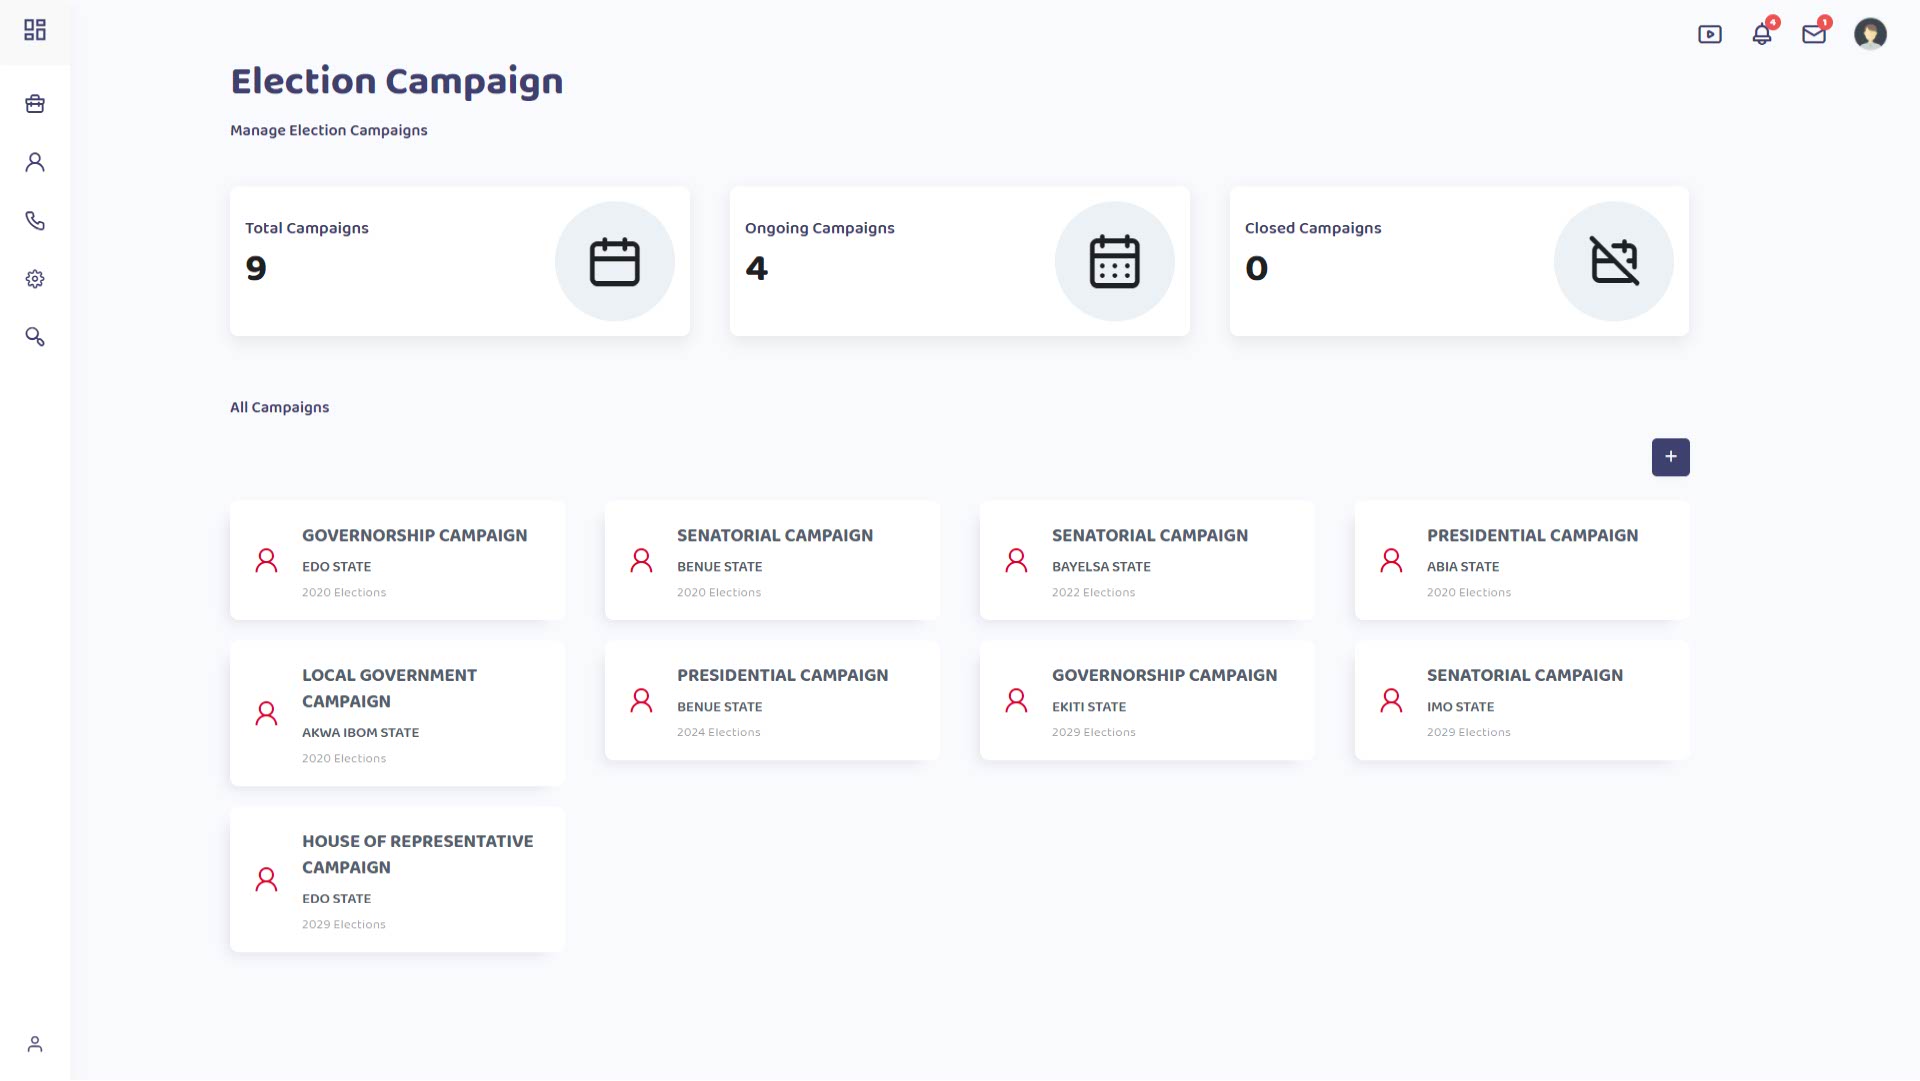 4
1
Election Campaign
Manage Election Campaigns
Total Campaigns
9
Ongoing Campaigns
4
Closed Campaigns
0
All Campaigns
+
GOVERNORSHIP CAMPAIGN
EDO STATE
2020 Elections
SENATORIAL CAMPAIGN
BENUE STATE
2020 Elections
SENATORIAL CAMPAIGN
BAYELSA STATE
2022 Elections
PRESIDENTIAL CAMPAIGN
ABIA STATE
2020 Elections
LOCAL GOVERNMENT
CAMPAIGN
AKWA IBOM STATE
2020 Elections
PRESIDENTIAL CAMPAIGN
BENUE STATE
2024 Elections
GOVERNORSHIP CAMPAIGN
EKITI STATE
2029 Elections
SENATORIAL CAMPAIGN
IMO STATE
2029 Elections
HOUSE OF REPRESENTATIVE
CAMPAIGN
EDO STATE
2029 Elections